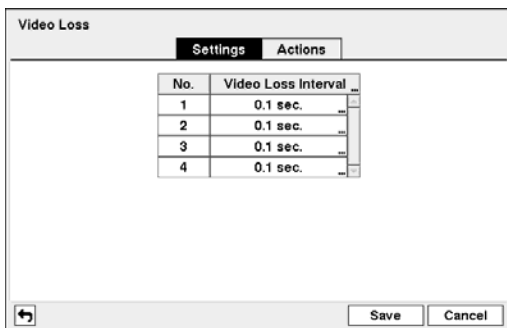 Video Loss
Settings Actions
No. Video Loss Interval ...
1 0.1 sec. ...
2 0.1 sec. ...
3 0.1 sec. ...
4 0.1 sec. ...
Save Cancel